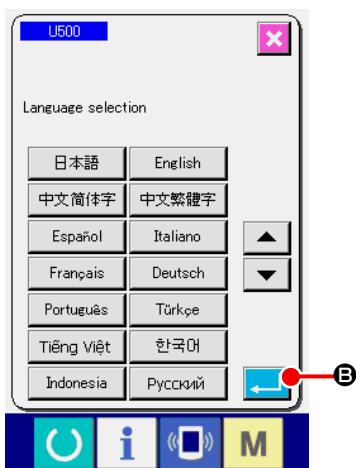 U500
Language selection
日本語 English
中文简体字 中文繁體字
Español Italiano
Français Deutsch
Português Türkçe
Tiếng Việt 한국어
Indonesia Русский
B
i M